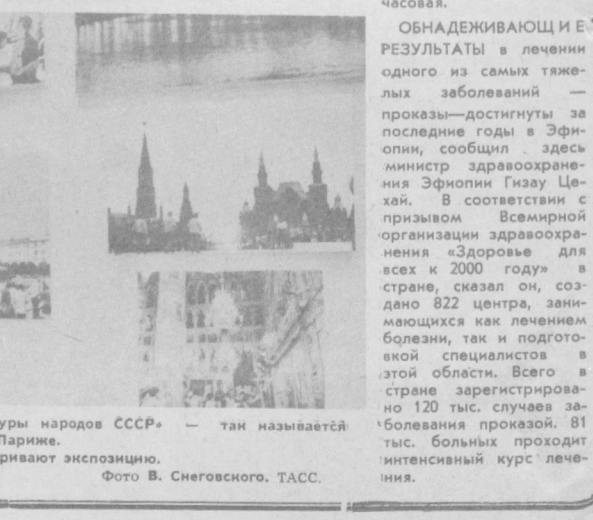 уры народов СССР» — так называется
Париже.
ривают экспозицию.
Фото В. Снеговского. ТАСС.
часовая.
ОБНАДЕЖИВАЮЩИЕ
РЕЗУЛЬТАТЫ в лечении
одного из самых тяже-
лых заболеваний —
проказы—достигнуты за
последние годы в Эфи-
опии, сообщил здесь
министр здравоохране-
ния Эфиопии Гизау Це-
хай. В соответствии с
призывом Всемирной
организации здравоохра-
нения «Здоровье для
всех к 2000 году» в
стране, сказал он, соз-
дано 822 центра, зани-
мающихся как лечением
болезни, так и подгото-
вкой специалистов в
этой области. Всего в
стране зарегистрирова-
но 120 тыс. случаев за-
болевания проказой. 81
тыс. больных проходит
интенсивный курс лече-
ния.